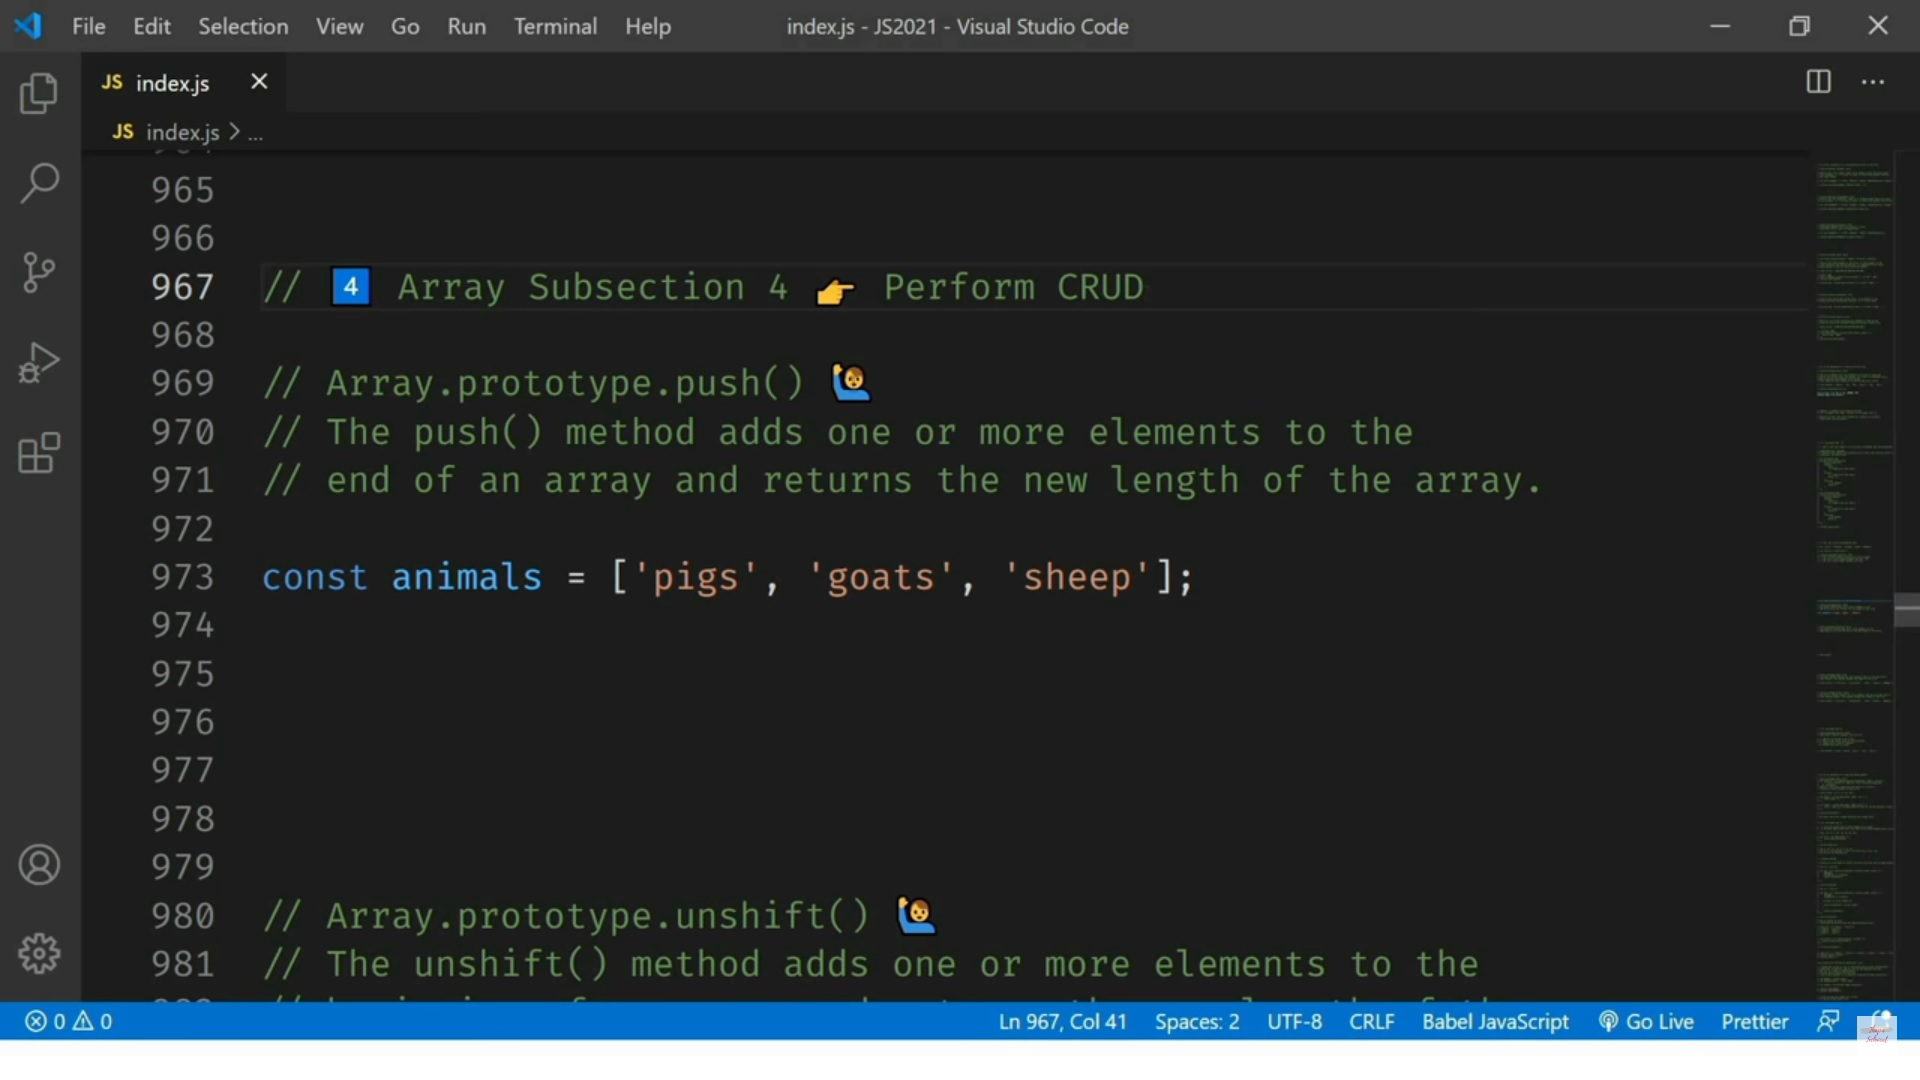 File Edit Selection View Go Run Terminal Help index.js - JS2021 - Visual Studio Code
JS index.js
JS index.js > ...
965
966
967 // 4 Array Subsection 4 👉 Perform CRUD
968
969 // Array.prototype.push() 🙋
970 // The push() method adds one or more elements to the
971 // end of an array and returns the new length of the array.
972
973 const animals = ['pigs', 'goats', 'sheep'];
974
975
976
977
978
979
980 // Array.prototype.unshift() 🙋
981 // The unshift() method adds one or more elements to the
0 0 Ln 967, Col 41 Spaces: 2 UTF-8 CRLF Babel JavaScript Go Live Prettier